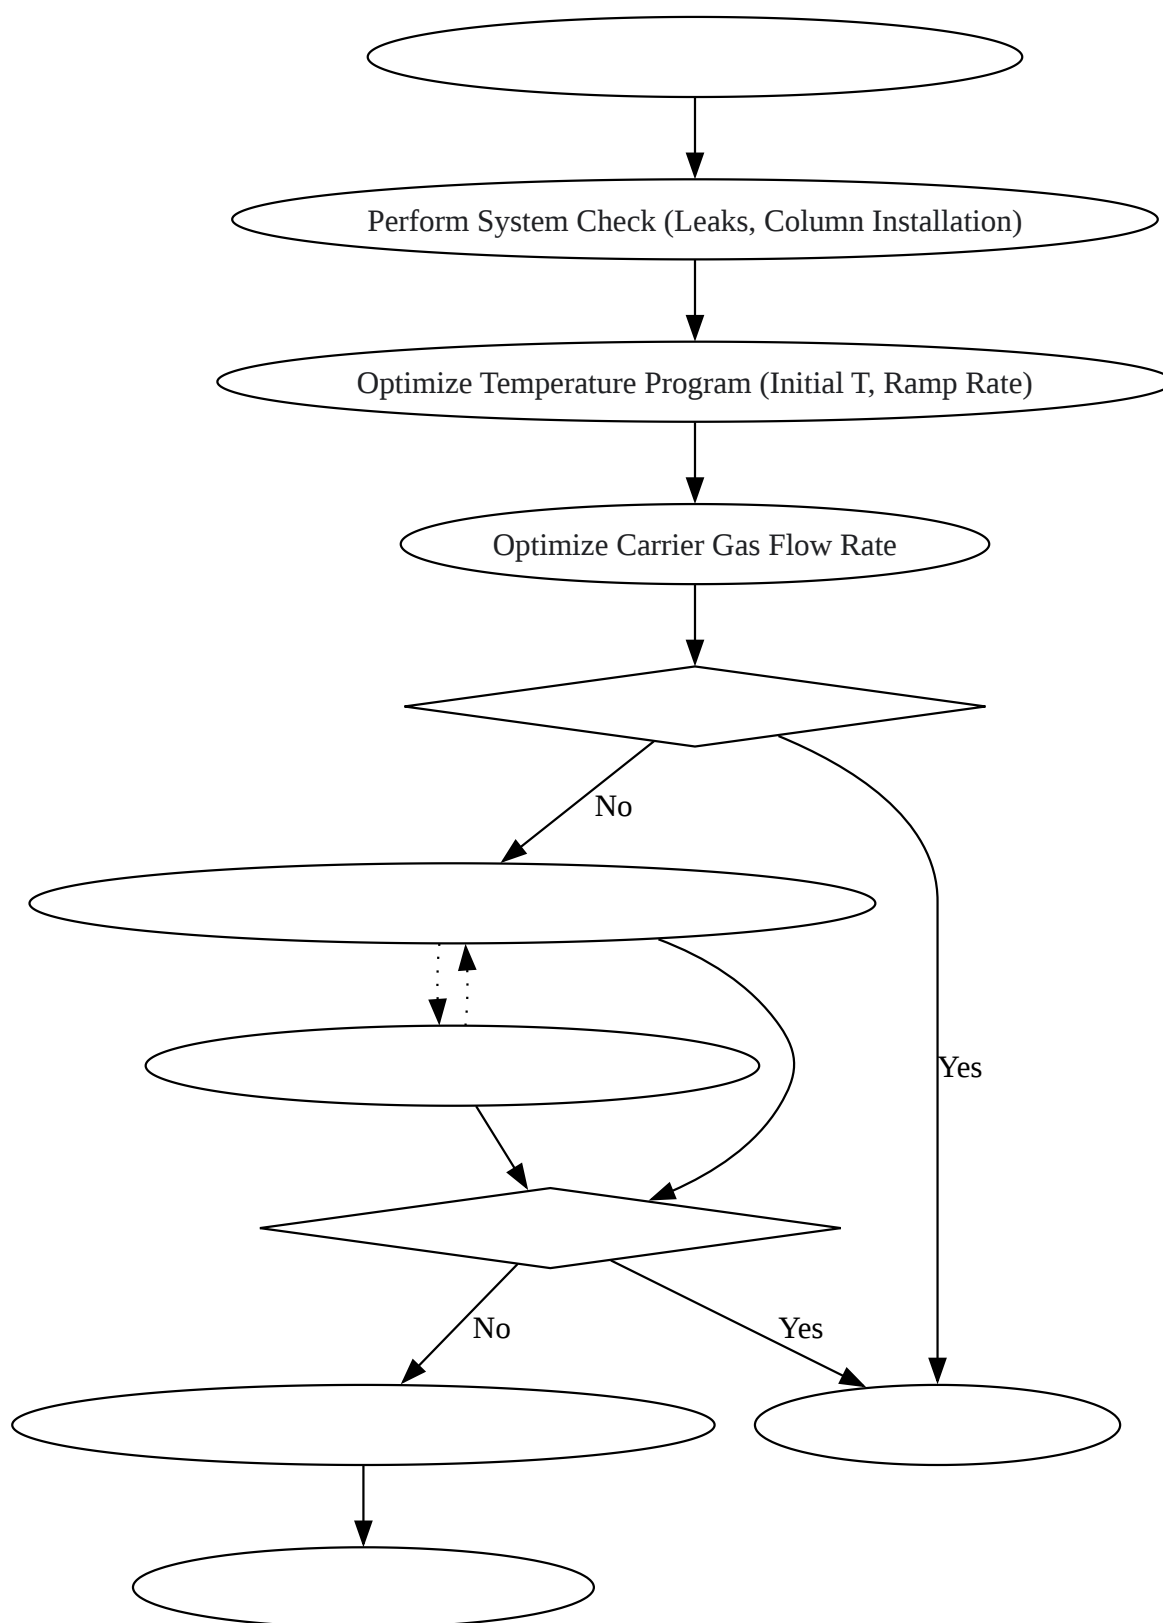 Perform System Check (Leaks, Column Installation)
Optimize Temperature Program (Initial T, Ramp Rate)
Optimize Carrier Gas Flow Rate
No
Yes
No
Yes